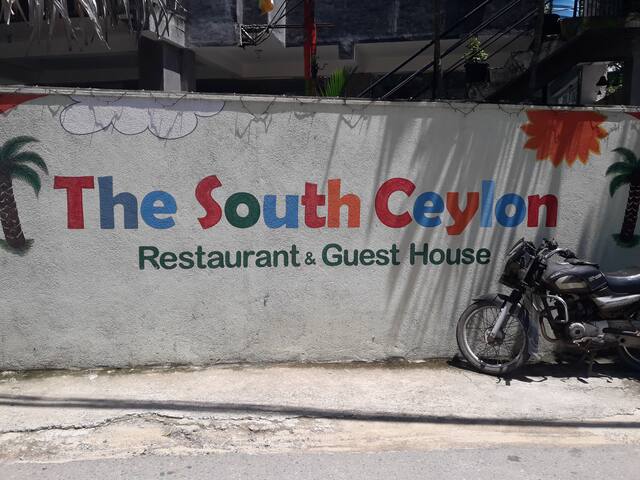 The South Ceylon
Restaurant & Guest House